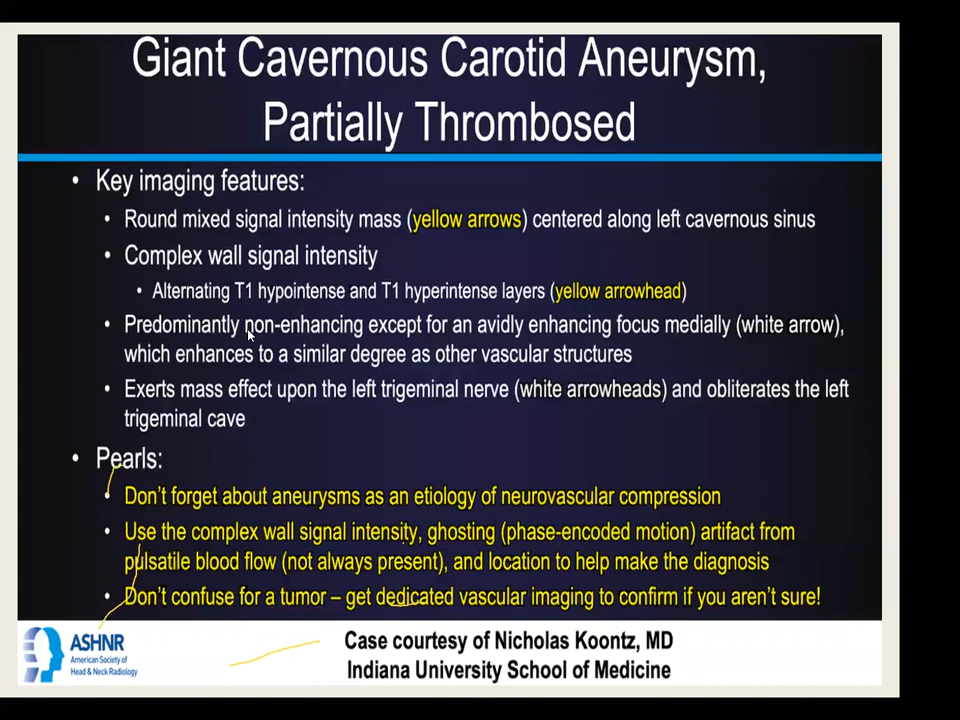 Giant Cavernous Carotid Aneurysm,
Partially Thrombosed
• Key imaging features:
• Round mixed signal intensity mass (yellow arrows) centered along left cavernous sinus
• Complex wall signal intensity
• Alternating T1 hypointense and T1 hyperintense layers (yellow arrowhead)
• Predominantly non-enhancing except for an avidly enhancing focus medially (white arrow),
which enhances to a similar degree as other vascular structures
• Exerts mass effect upon the left trigeminal nerve (white arrowheads) and obliterates the left
trigeminal cave
• Pearls:
• Don't forget about aneurysms as an etiology of neurovascular compression
• Use the complex wall signal intensity, ghosting (phase-encoded motion) artifact from
pulsatile blood flow (not always present), and location to help make the diagnosis
• Don't confuse for a tumor – get dedicated vascular imaging to confirm if you aren't sure!
ASHNR
American Society of
Head & Neck Radiology
Case courtesy of Nicholas Koontz, MD
Indiana University School of Medicine